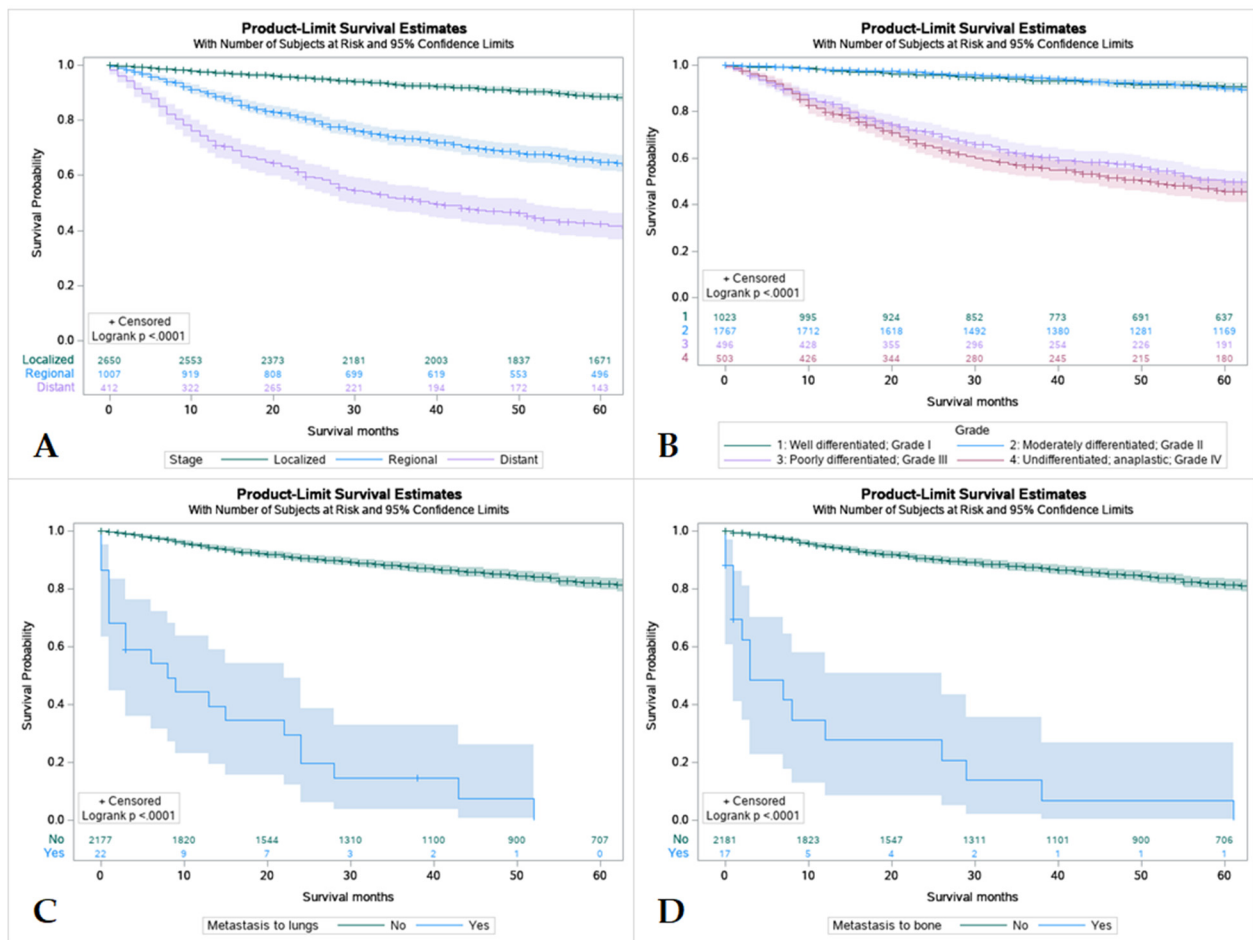 Product-Limit Survival Estimates
With Number of Subjects at Risk and 95% Confidence Limits
1.0
0.8
0.6
0.4
0.2
0.0
Survival Probability
+ Censored
Logrank p <.0001
Localized 2650 2553 2373 2181 2003 1837 1671
Regional 1007 919 808 699 619 553 496
Distant 412 322 265 221 194 172 143
0 10 20 30 40 50 60
Survival months
A
Stage Localized Regional Distant
Product-Limit Survival Estimates
With Number of Subjects at Risk and 95% Confidence Limits
1.0
0.8
0.6
0.4
0.2
0.0
Survival Probability
+ Censored
Logrank p <.0001
1 1023 995 924 852 773 691 637
2 1767 1712 1618 1492 1380 1281 1169
3 496 428 355 296 254 226 191
4 503 426 344 280 245 215 180
0 10 20 30 40 50 60
Survival months
B
Grade
1: Well differentiated; Grade I 2: Moderately differentiated; Grade II
3: Poorly differentiated; Grade III 4: Undifferentiated; anaplastic; Grade IV
Product-Limit Survival Estimates
With Number of Subjects at Risk and 95% Confidence Limits
1.0
0.8
0.6
0.4
0.2
0.0
Survival Probability
+ Censored
Logrank p <.0001
No 2177 1820 1544 1310 1100 900 707
Yes 22 9 7 3 2 1 0
0 10 20 30 40 50 60
Survival months
C
Metastasis to lungs No Yes
Product-Limit Survival Estimates
With Number of Subjects at Risk and 95% Confidence Limits
1.0
0.8
0.6
0.4
0.2
0.0
Survival Probability
+ Censored
Logrank p <.0001
No 2181 1823 1547 1311 1101 900 706
Yes 17 5 4 2 1 1 1
0 10 20 30 40 50 60
Survival months
D
Metastasis to bone No Yes